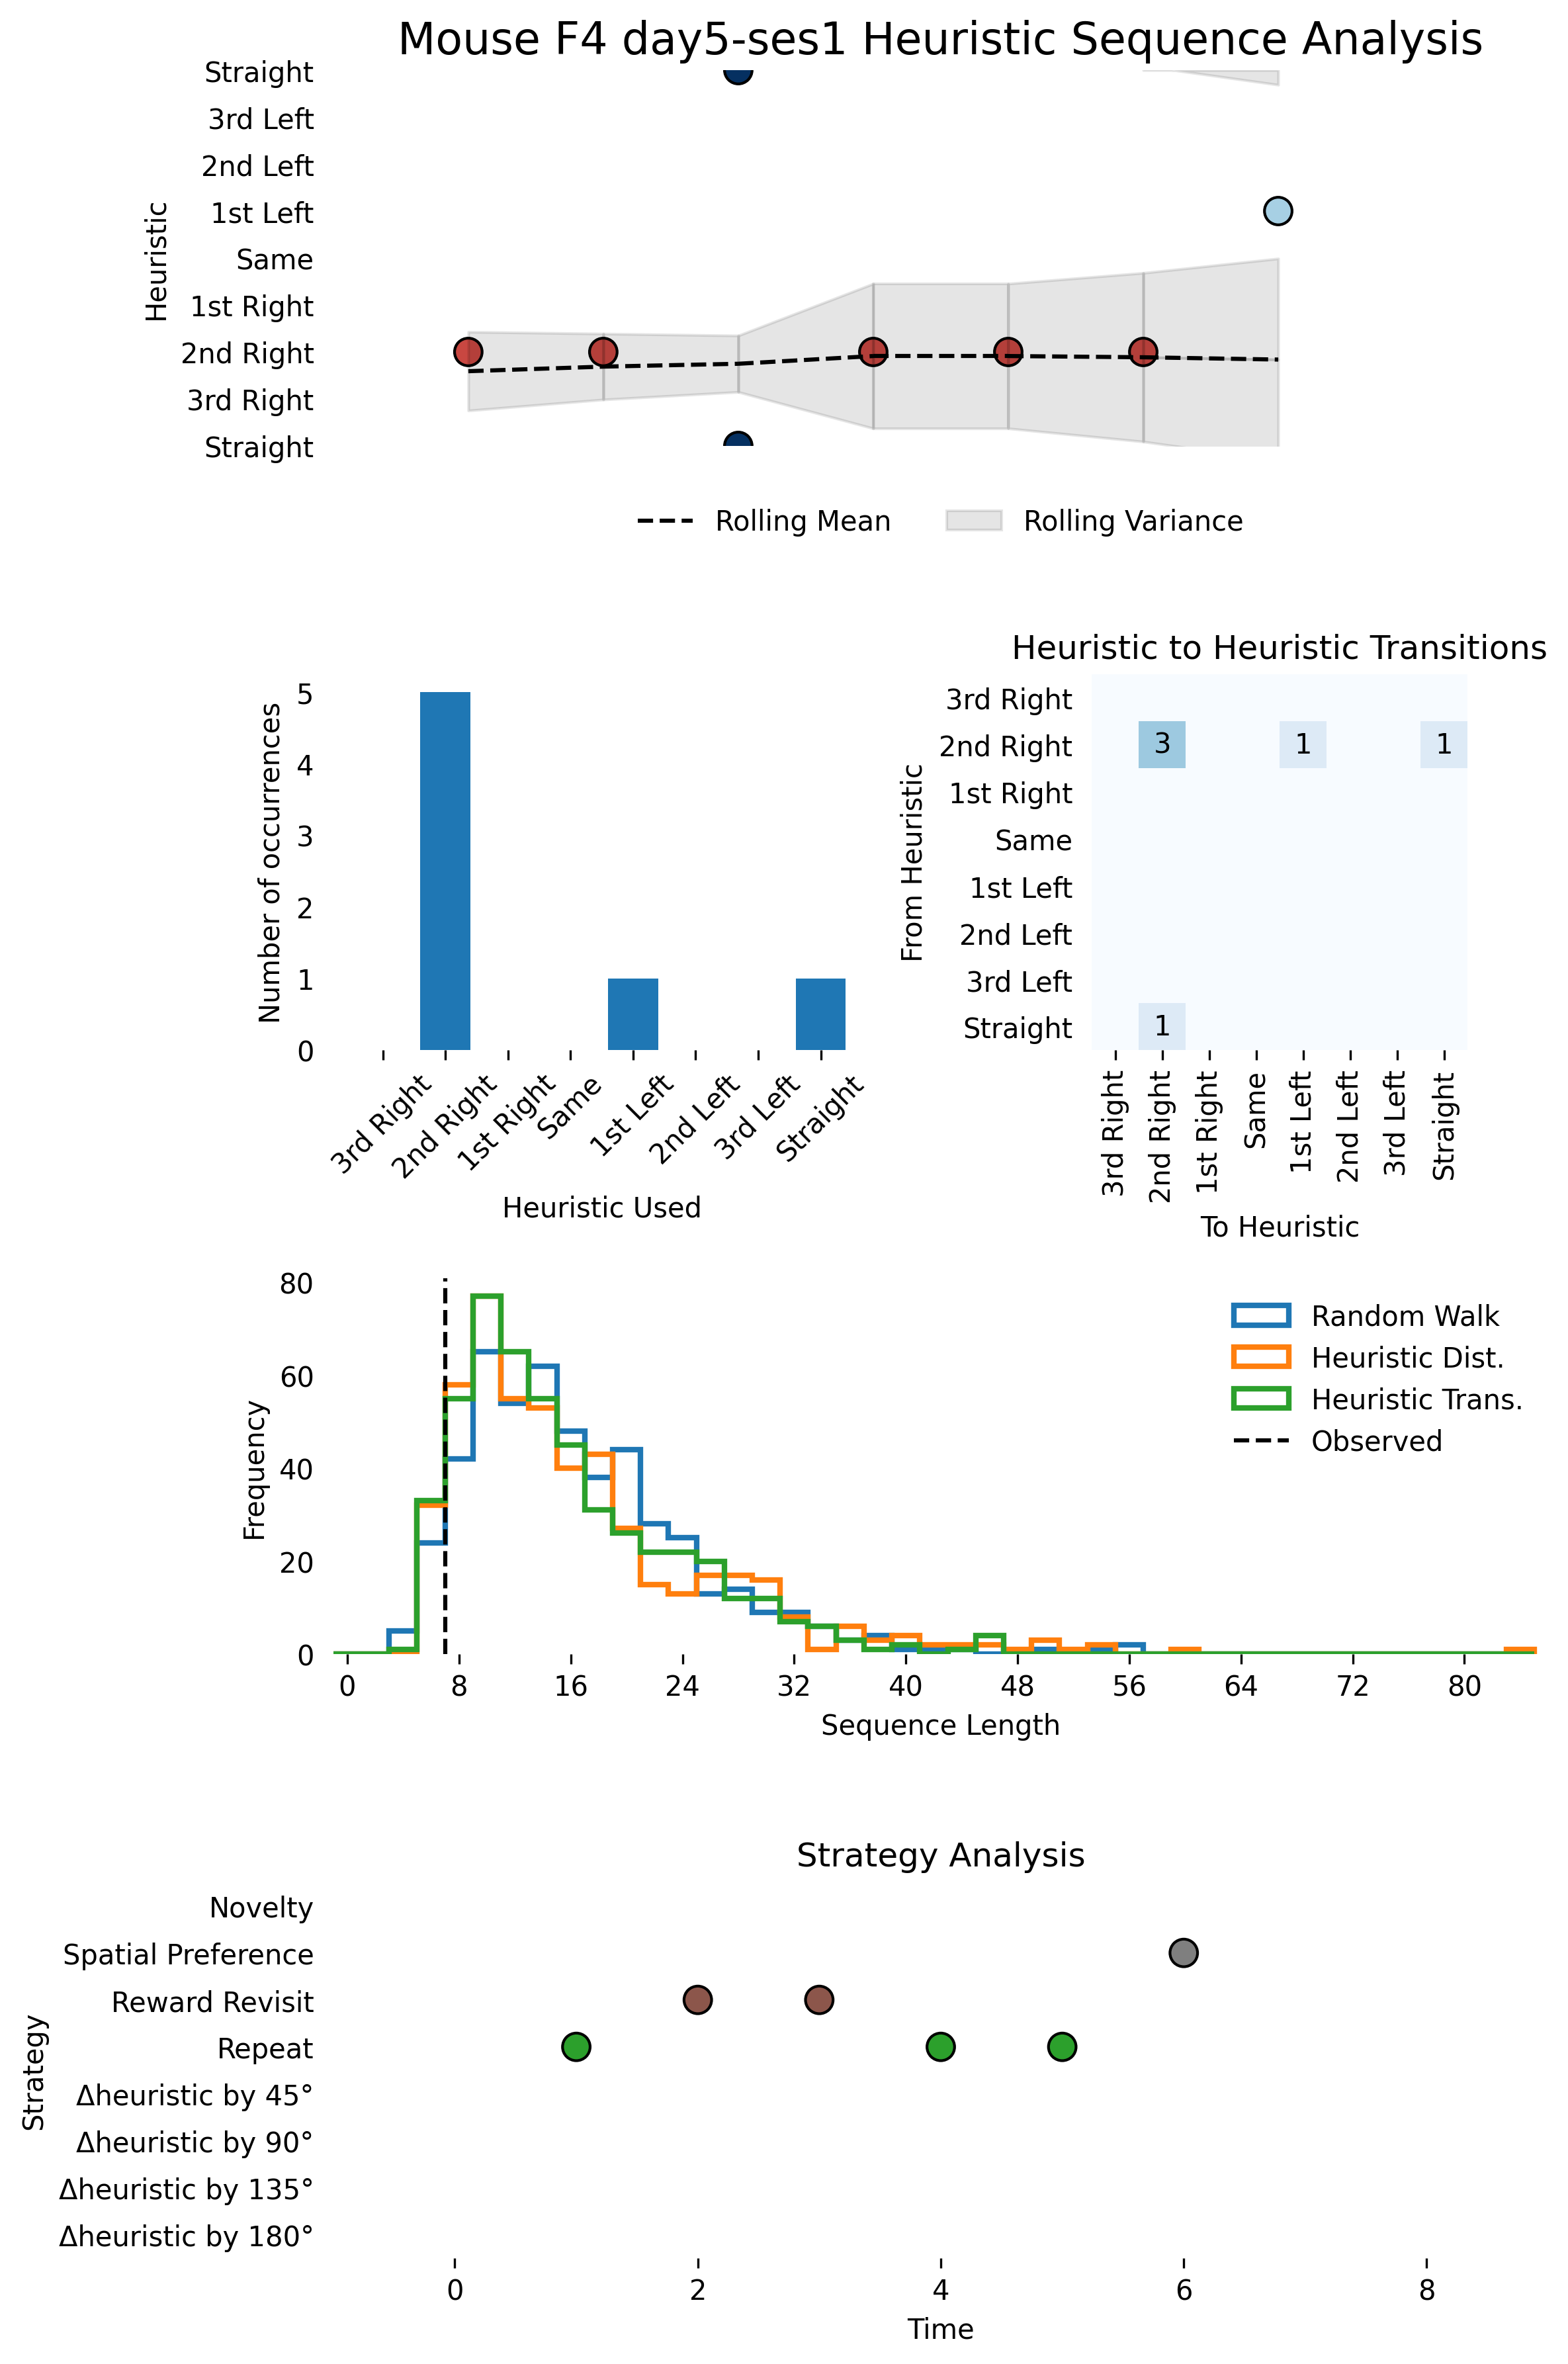 Mouse F4 day5-ses1 Heuristic Sequence Analysis
Straight
3rd Left
2nd Left
1st Left
Same
1st Right
2nd Right
3rd Right
Straight
Heuristic
Rolling Mean
Rolling Variance
5
4
3
2
1
0
Number of occurrences
3rd Right
2nd Right
1st Right
Same
1st Left
2nd Left
3rd Left
Straight
Heuristic Used
Heuristic to Heuristic Transitions
3rd Right
2nd Right
1st Right
Same
1st Left
2nd Left
3rd Left
Straight
From Heuristic
3
1
1
1
3rd Right
2nd Right
1st Right
Same
1st Left
2nd Left
3rd Left
Straight
To Heuristic
80
60
40
20
0
Frequency
Random Walk
Heuristic Dist.
Heuristic Trans.
Observed
0 8 16 24 32 40 48 56 64 72 80
Sequence Length
Strategy Analysis
Novelty
Spatial Preference
Reward Revisit
Repeat
Δheuristic by 45°
Δheuristic by 90°
Δheuristic by 135°
Δheuristic by 180°
Strategy
0 2 4 6 8
Time